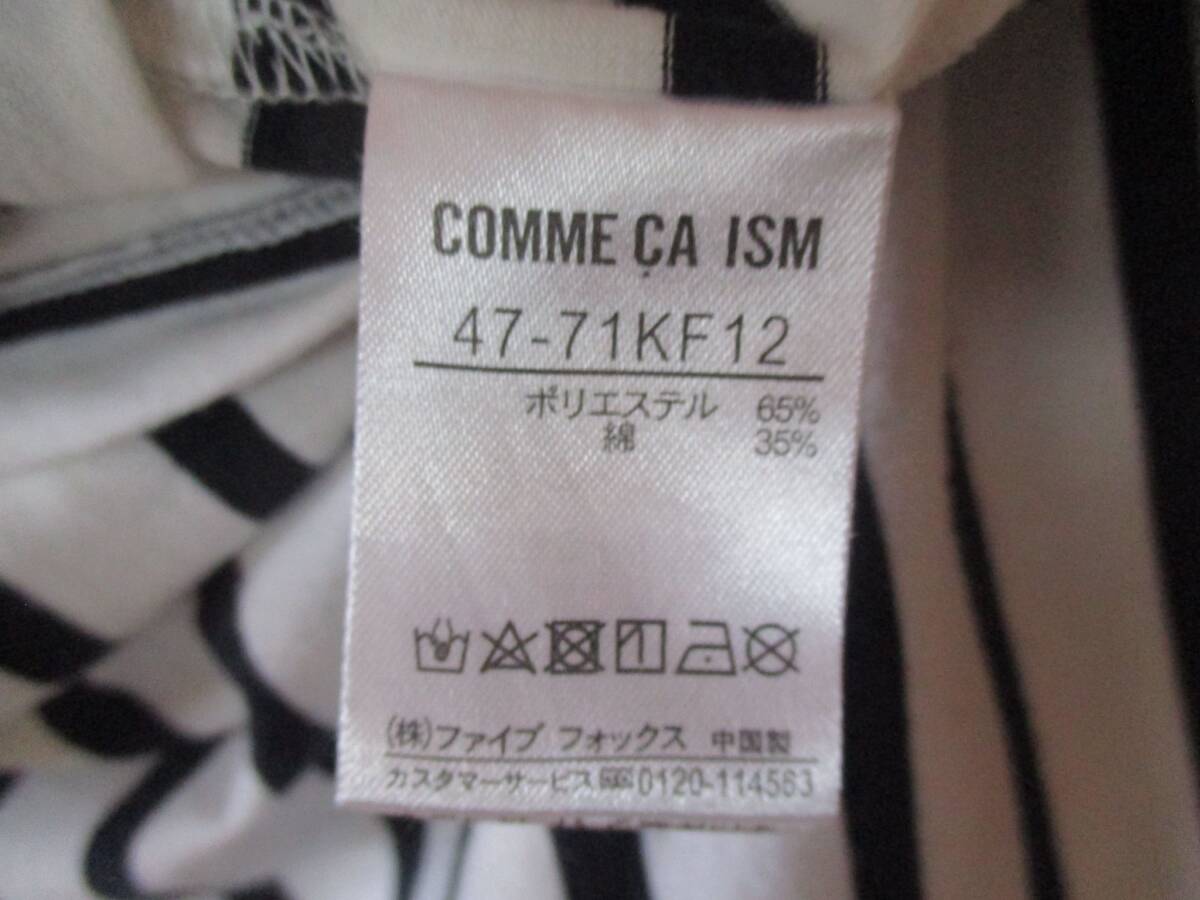 COMME ÇA ISM
47-71KF12
ポリエステル 65%
綿 35%
(株)ファイブ フォックス 中国製
カスタマーサービス 0120-114563